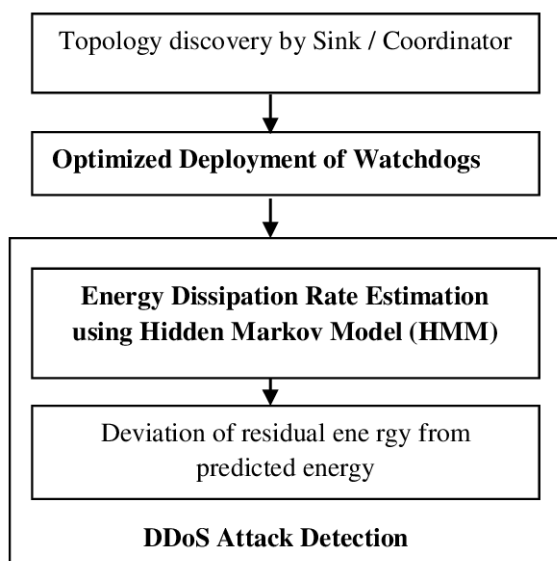 Topology discovery by Sink / Coordinator
Optimized Deployment of Watchdogs
Energy Dissipation Rate Estimation
using Hidden Markov Model (HMM)
Deviation of residual ene rgy from
predicted energy
DDoS Attack Detection